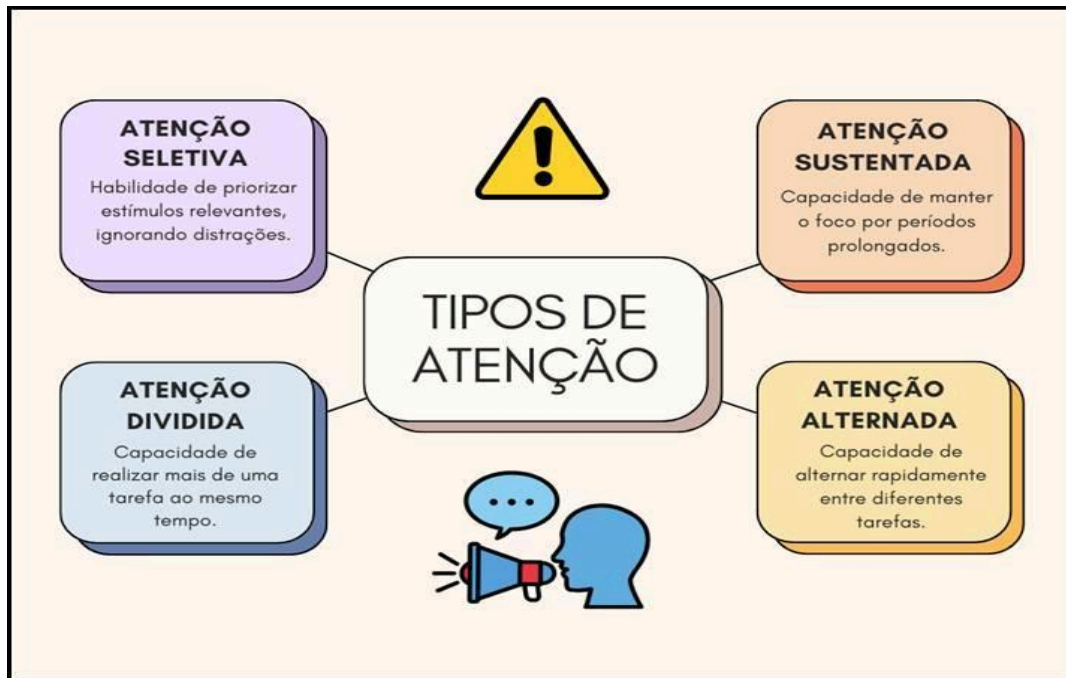 ATENÇÃO
SELETIVA
Habilidade de priorizar
estímulos relevantes,
ignorando distrações.
ATENÇÃO
SUSTENTADA
Capacidade de manter
o foco por períodos
prolongados.
TIPOS DE
ATENÇÃO
ATENÇÃO
DIVIDIDA
Capacidade de
realizar mais de uma
tarefa ao mesmo
tempo.
ATENÇÃO
ALTERNADA
Capacidade de
alternar rapidamente
entre diferentes
tarefas.